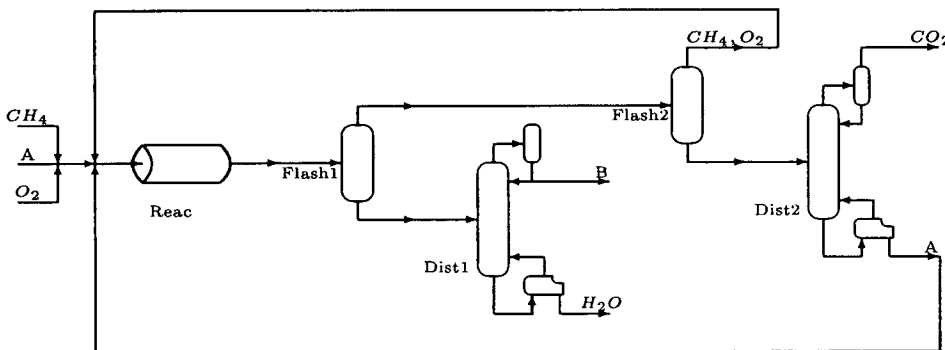 CH₄, O₂
CO₂
CH₄
Flash2
A
Flash1
B
O₂
Reac
Dist2
A
Dist1
H₂O